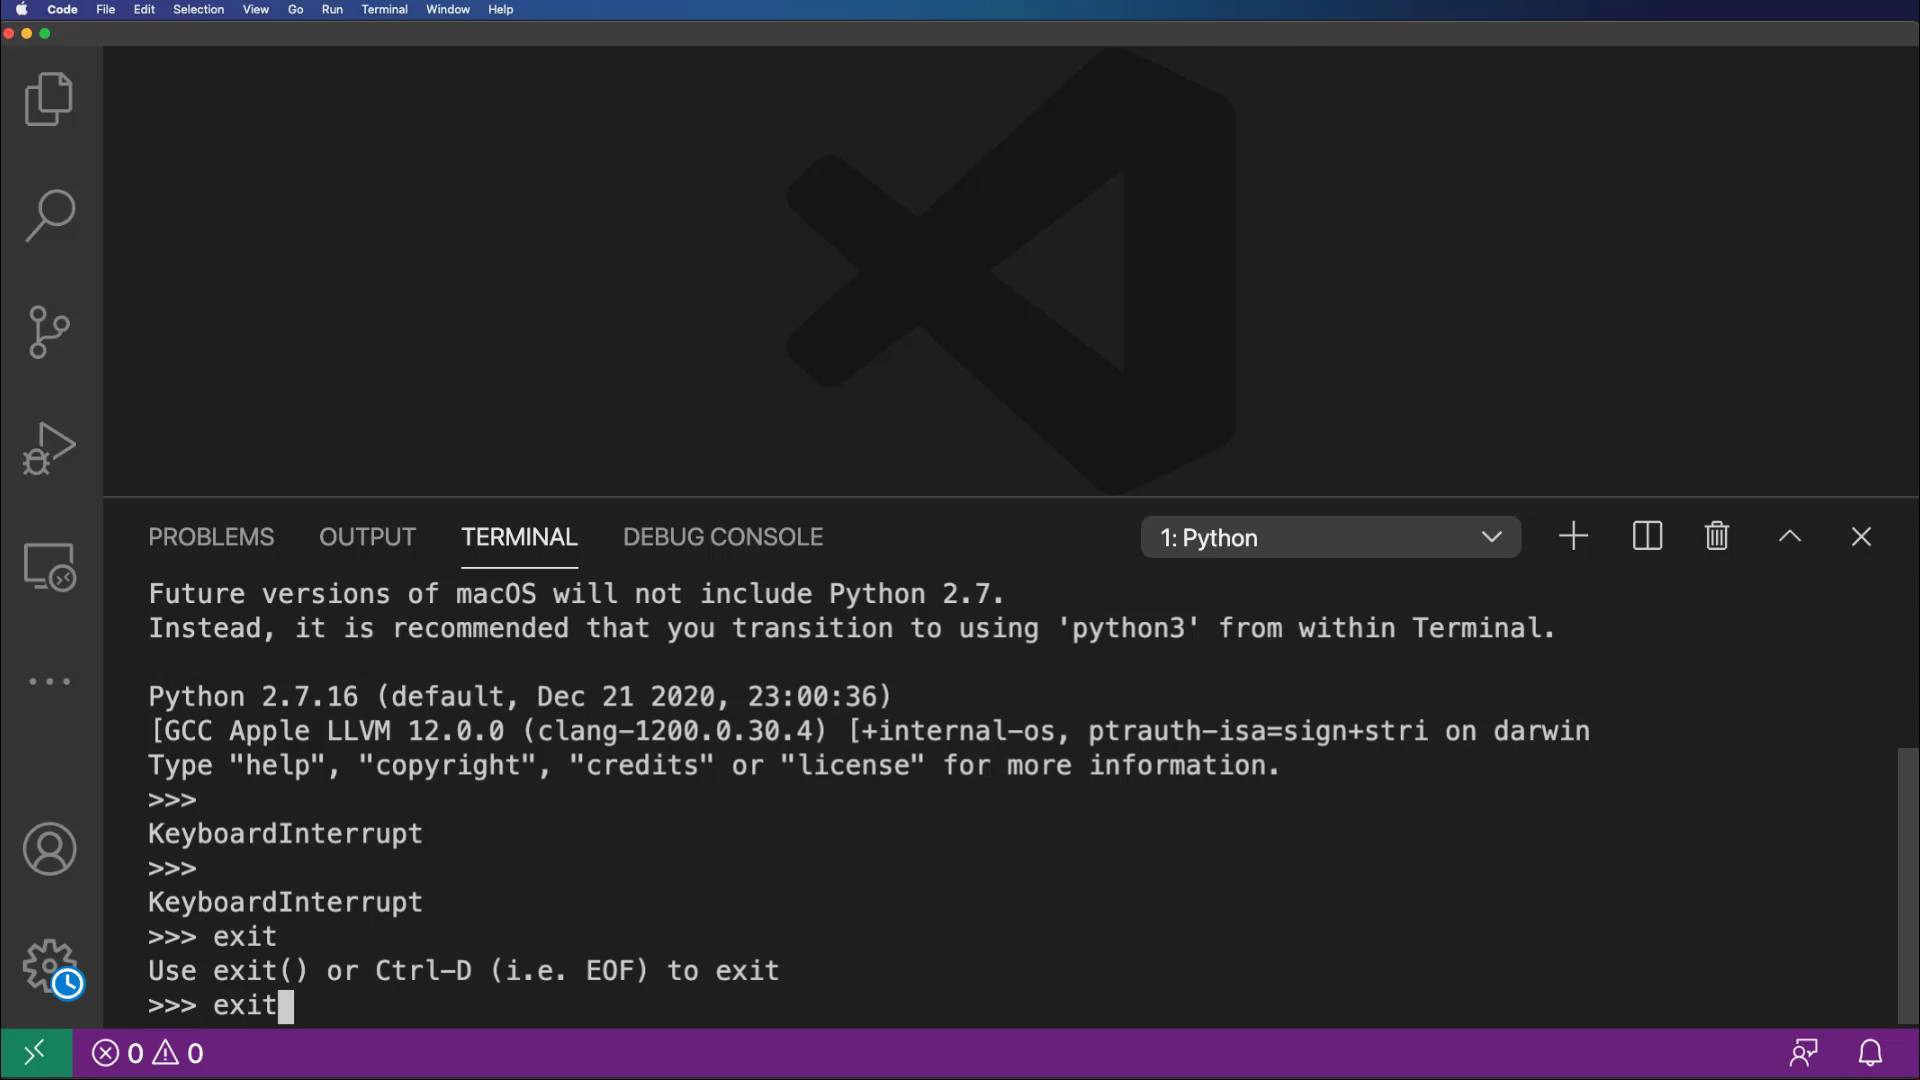 Code File Edit Selection View Go Run Terminal Window Help
PROBLEMS OUTPUT TERMINAL DEBUG CONSOLE 1: Python
Future versions of macOS will not include Python 2.7.
Instead, it is recommended that you transition to using 'python3' from within Terminal.
Python 2.7.16 (default, Dec 21 2020, 23:00:36)
[GCC Apple LLVM 12.0.0 (clang-1200.0.30.4) [+internal-os, ptrauth-isa=sign+stri on darwin
Type "help", "copyright", "credits" or "license" for more information.
>>>
KeyboardInterrupt
>>>
KeyboardInterrupt
>>> exit
Use exit() or Ctrl-D (i.e. EOF) to exit
>>> exit
0 0